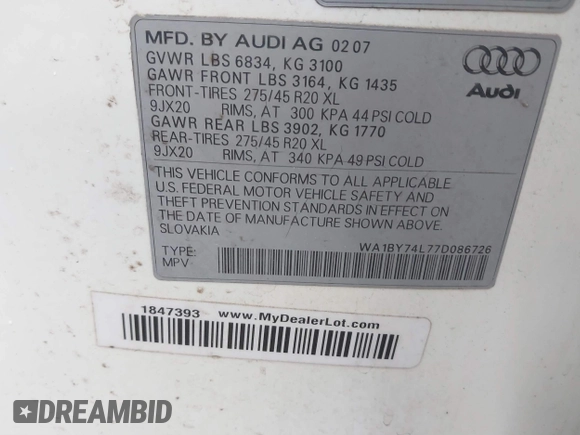 MFD. BY AUDI AG 02 07
GVWR LBS 6834, KG 3100
GAWR FRONT LBS 3164, KG 1435
FRONT-TIRES 275/45 R20 XL
9JX20 RIMS, AT 300 KPA 44 PSI COLD
GAWR REAR LBS 3902, KG 1770
REAR-TIRES 275/45 R20 XL
9JX20 RIMS, AT 340 KPA 49 PSI COLD
Audi
THIS VEHICLE CONFORMS TO ALL APPLICABLE
U.S. FEDERAL MOTOR VEHICLE SAFETY AND
THEFT PREVENTION STANDARDS IN EFFECT ON
THE DATE OF MANUFACTURE SHOWN ABOVE.
SLOVAKIA
TYPE: WA1BY74L77D086726
MPV
1847393 www.MyDealerLot.com
DREAMBID